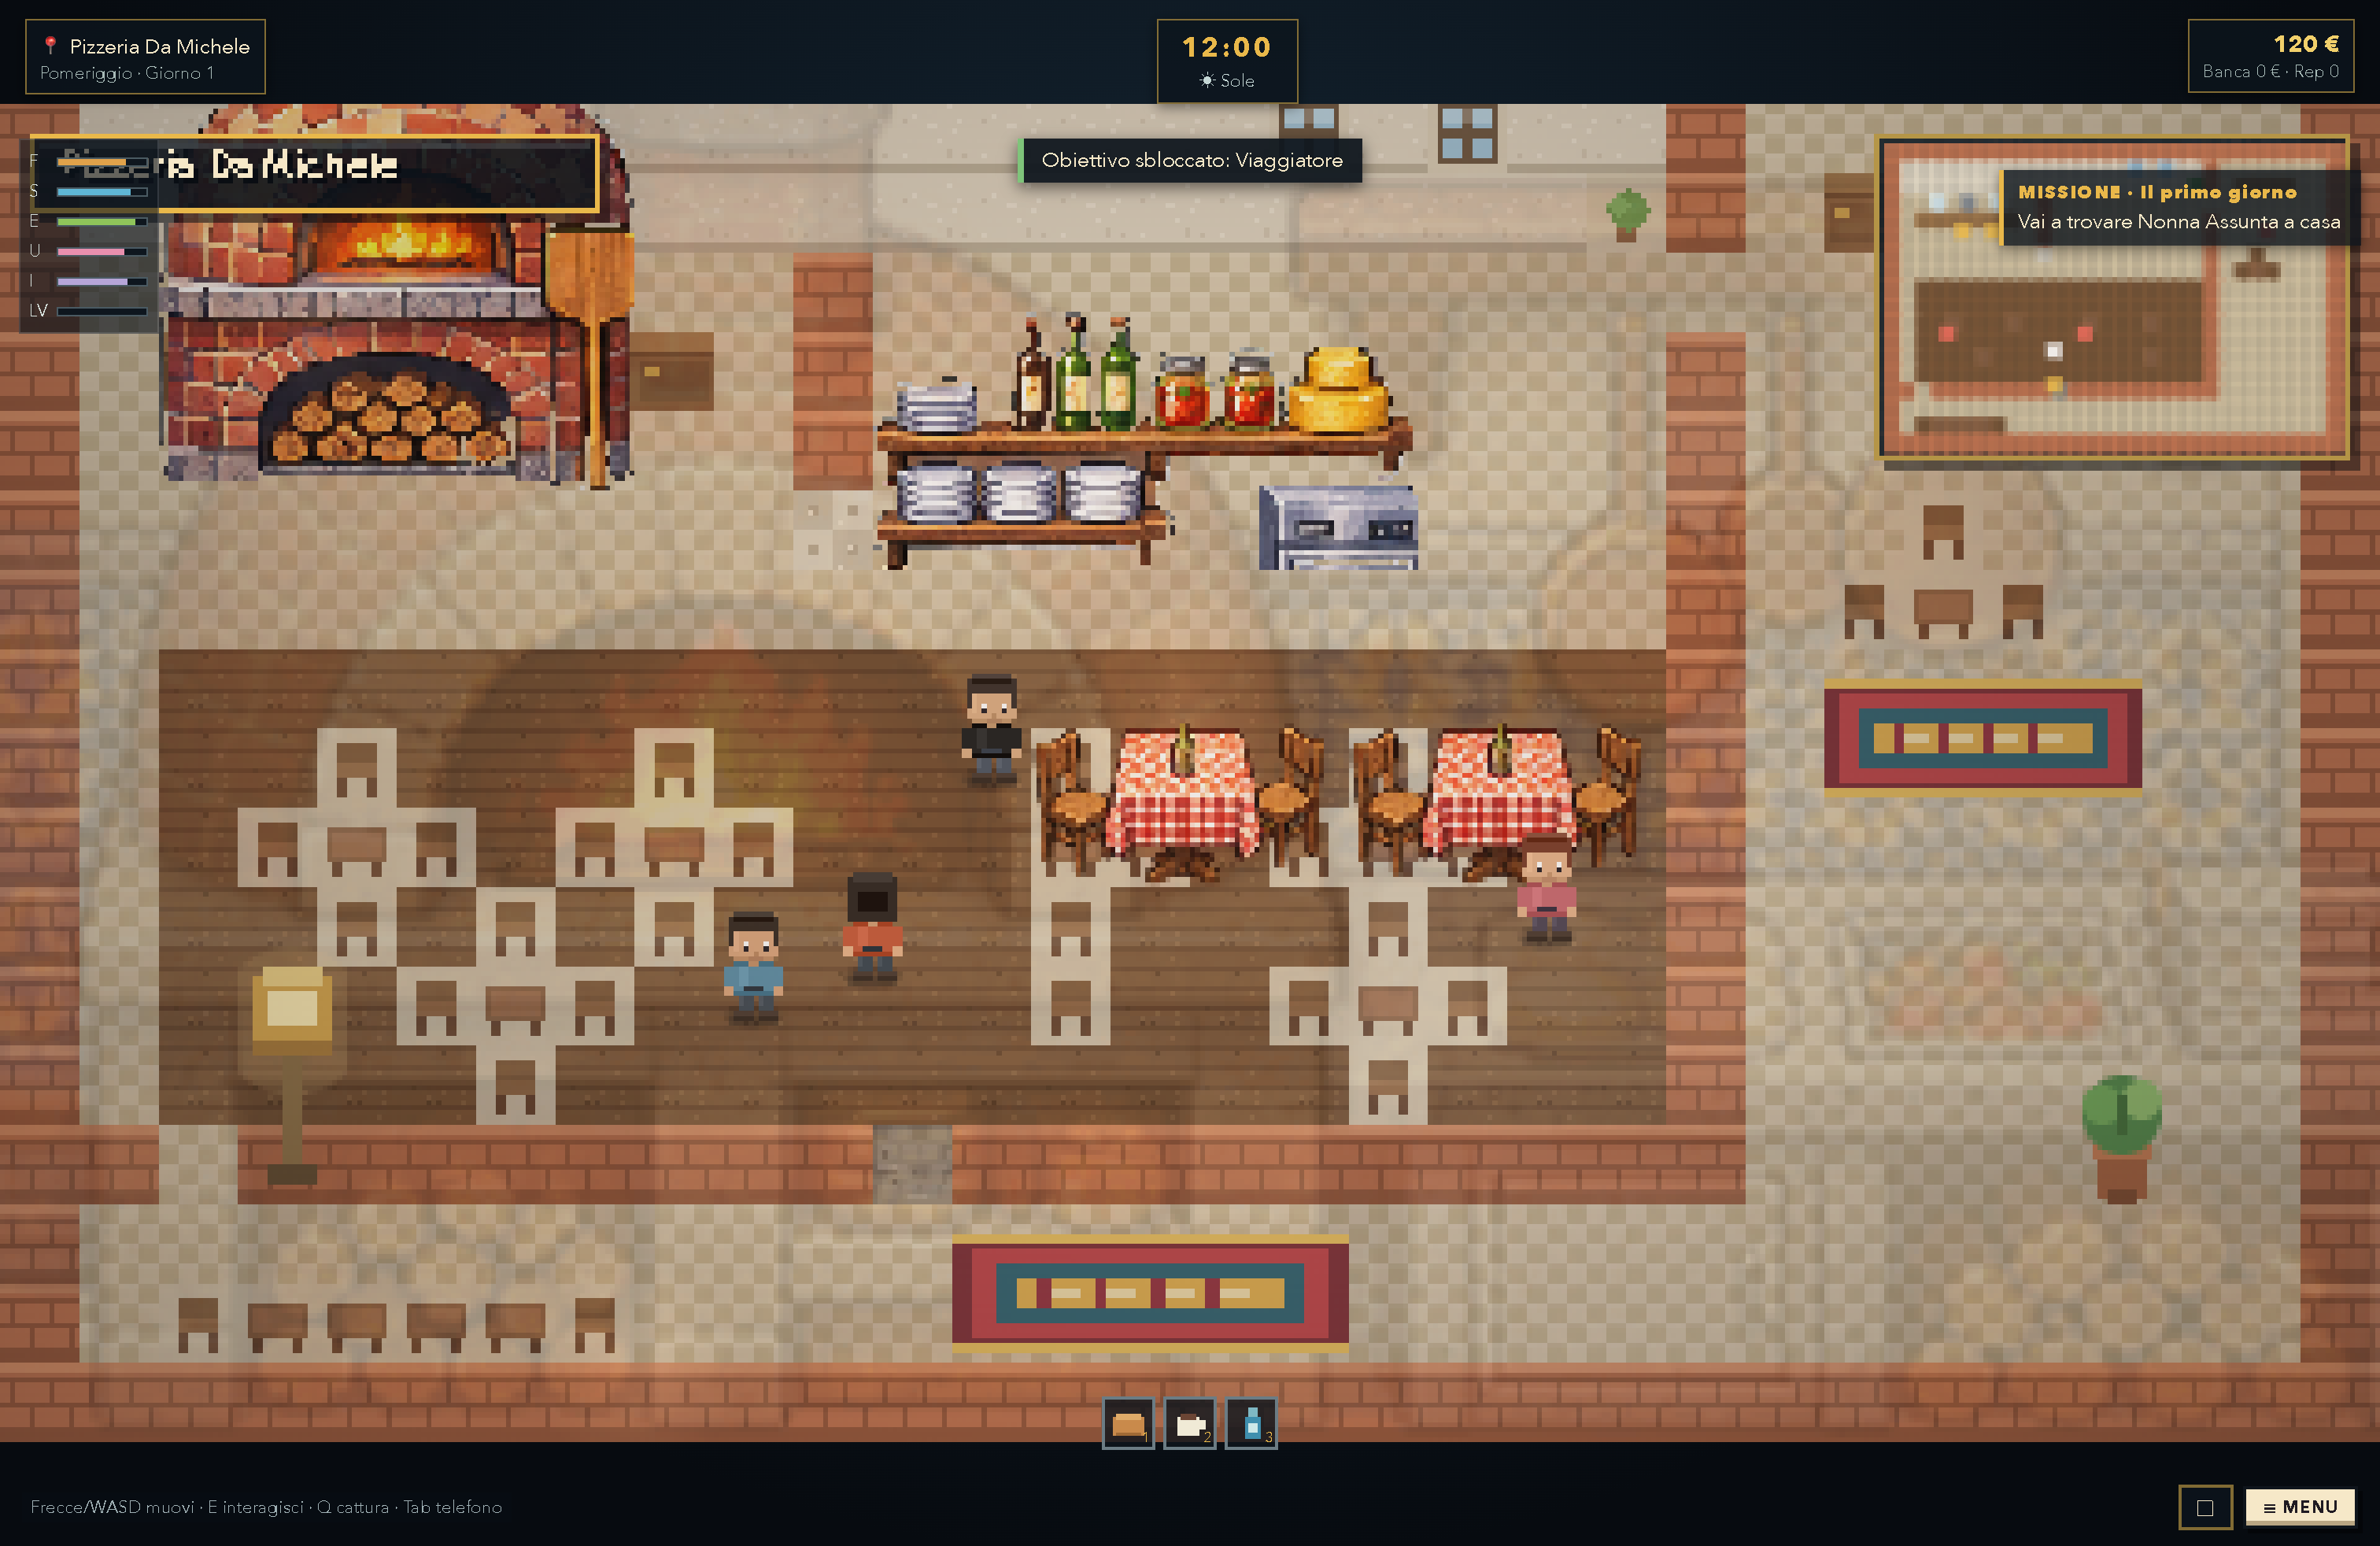 📍 Pizzeria Da Michele
Pomeriggio · Giorno 1
12:00
☀ Sole
120 €
Banca 0 € · Rep 0
Da Michele
Obiettivo sbloccato: Viaggiatore
MISSIONE · Il primo giorno
Vai a trovare Nonna Assunta a casa
F
S
E
U
I
LV
1
2
3
Frecce/WASD muovi · E interagisci · Q cattura · Tab telefono
≡ MENU